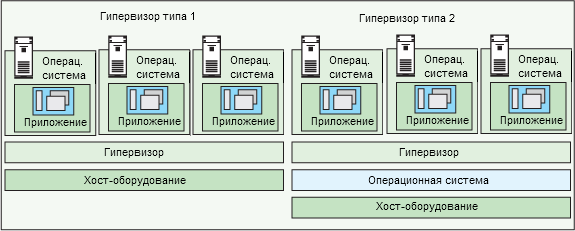 Гипервизор типа 1
Операц.
система
Приложение
Операц.
система
Приложение
Операц.
система
Приложение
Гипервизор
Хост-оборудование
Гипервизор типа 2
Операц.
система
Приложение
Операц.
система
Приложение
Операц.
система
Приложение
Гипервизор
Операционная система
Хост-оборудование